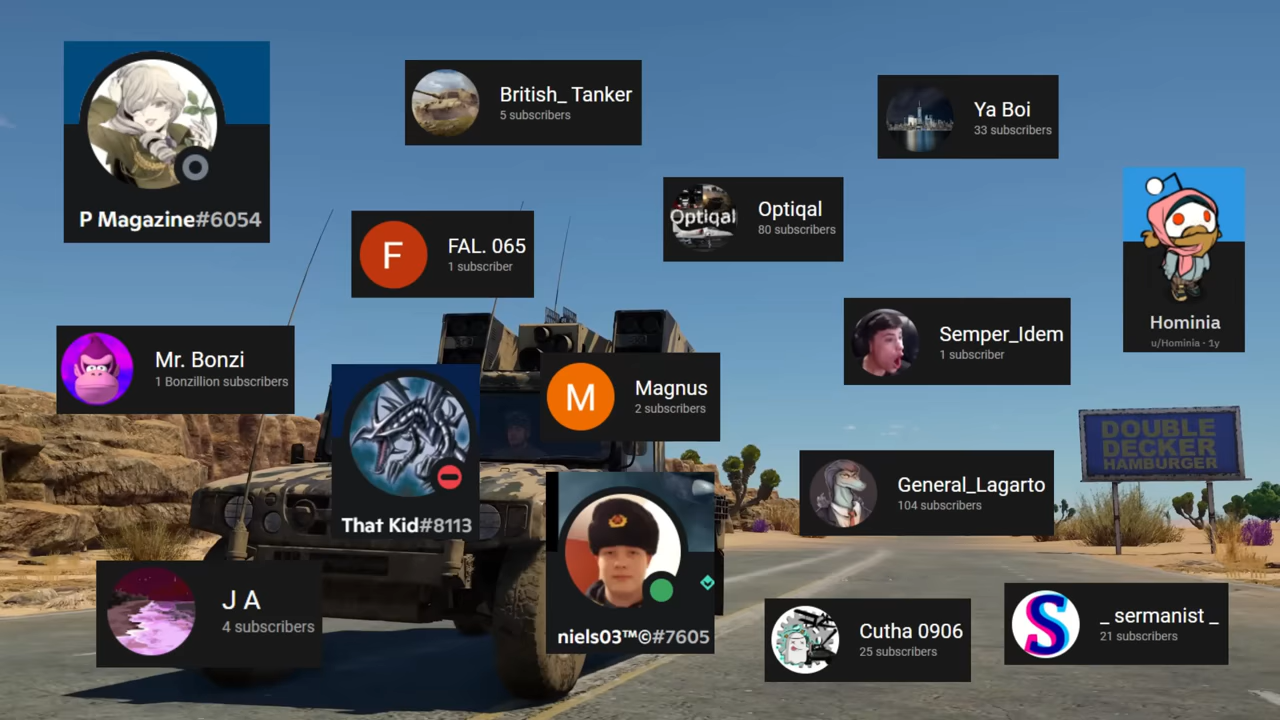 P Magazine#6054
British_ Tanker
5 subscribers
Ya Boi
33 subscribers
Optiqal
Optiqal
80 subscribers
F
FAL. 065
1 subscriber
Hominia
u/Hominia · 1y
Mr. Bonzi
1 Bonzillion subscribers
Semper_Idem
1 subscriber
M
Magnus
2 subscribers
That Kid#8113
DOUBLE
DECKER
HAMBURGER
General_Lagarto
104 subscribers
niels03™©#7605
J A
4 subscribers
Cutha 0906
25 subscribers
S
_ sermanist _
21 subscribers